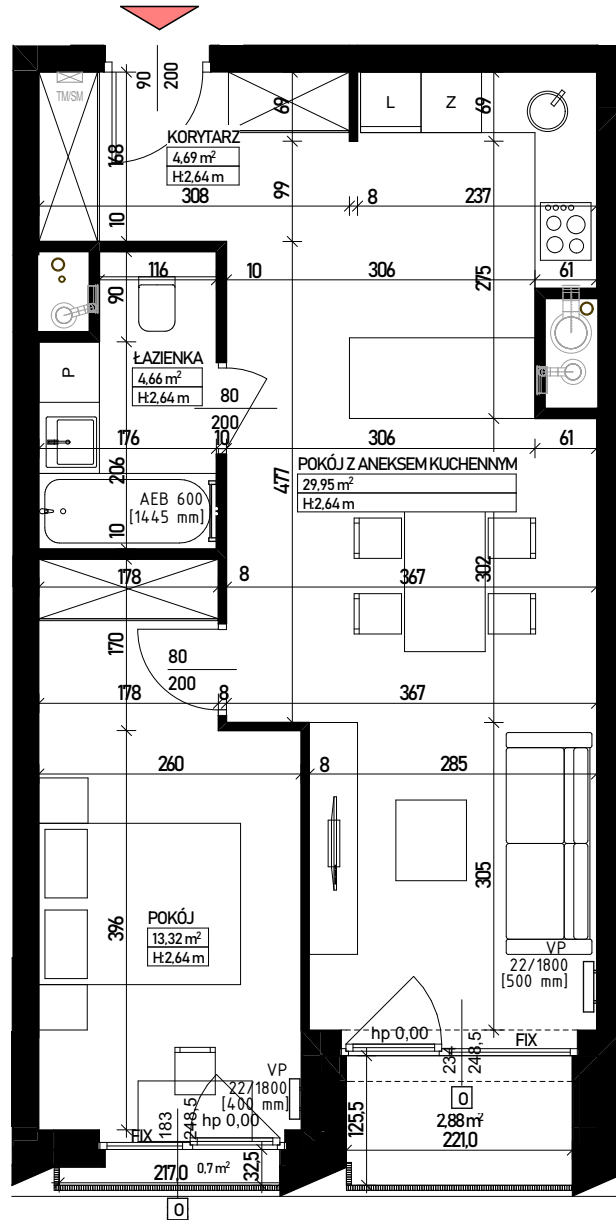 90
200
TM/SM
69
L
Z
69
KORYTARZ
4,69 m²
H:2,64 m
168
308
8
237
99
10
116
10
306
275
61
90
ŁAZIENKA
4,66 m²
H:2,64 m
P
80
200
176
10
306
61
206
477
POKÓJ Z ANEKSEM KUCHENNYM
29,95 m²
H:2,64 m
AEB 600
[1445 mm]
10
178
8
367
302
170
80
200
178
8
367
260
8
285
305
396
POKÓJ
13,32 m²
H:2,64 m
VP
22/1800
[500 mm]
hp 0,00
234
248,5
FIX
VP
22/1800
[400 mm]
hp 0,00
183
248,5
FIX
0
2,88m²
221,0
125,5
217,0
0,7 m²
32,5
0